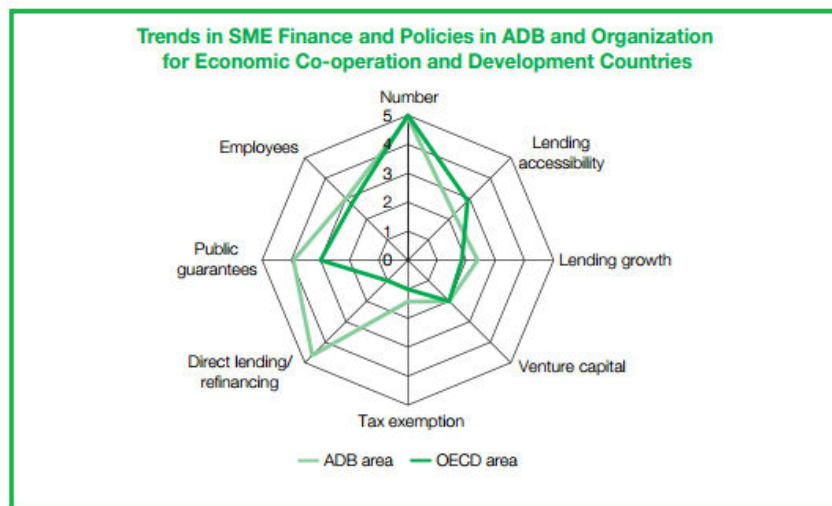 Trends in SME Finance and Policies in ADB and Organization
for Economic Co-operation and Development Countries
Number
5
4
3
2
1
0
Lending
accessibility
Lending growth
Venture capital
Tax exemption
Direct lending/
refinancing
Public
guarantees
Employees
ADB area
OECD area